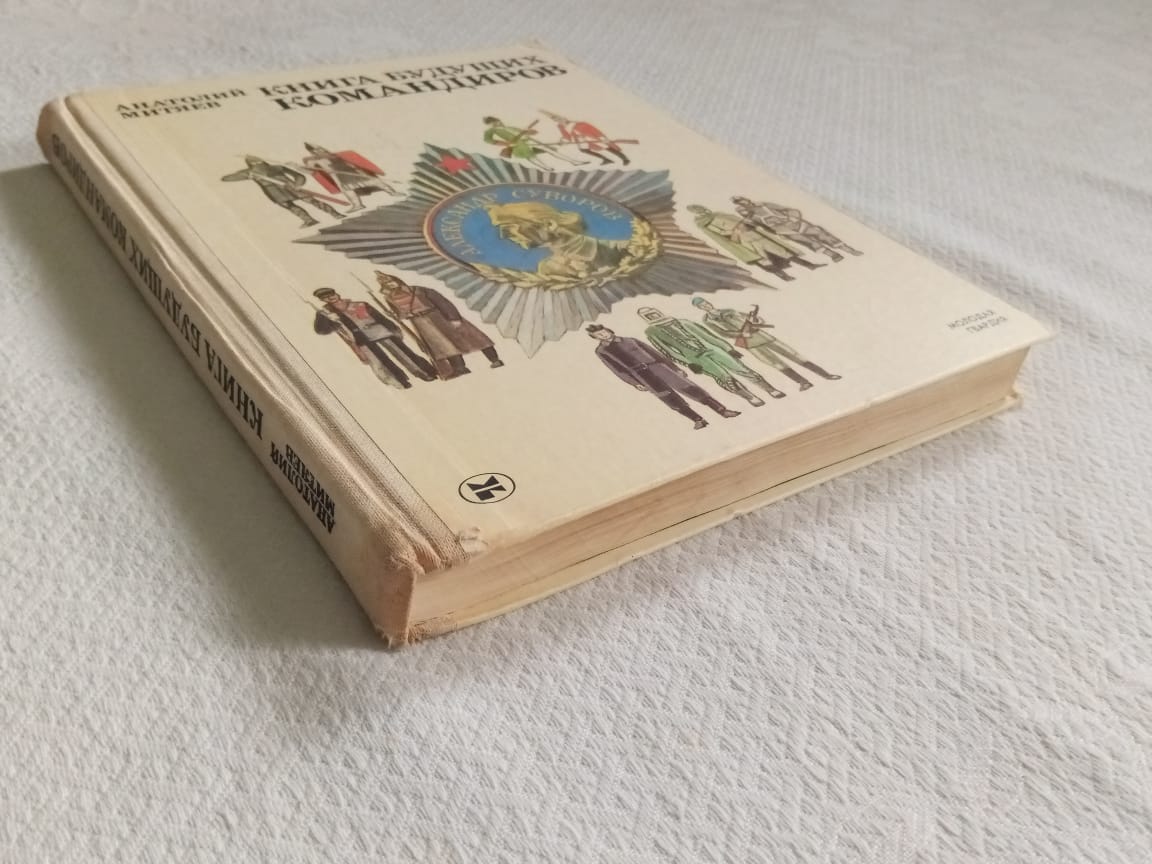 АНАТОЛИЙ
МИТЯЕВ
КНИГА БУДУЩИХ
КОМАНДИРОВ
АЛЕКСАНДР СУВОРОВ
МОЛОДАЯ
ГВАРДИЯ
АНАТОЛИЙ
МИТЯЕВ
КНИГА БУДУЩИХ КОМАНДИРОВ